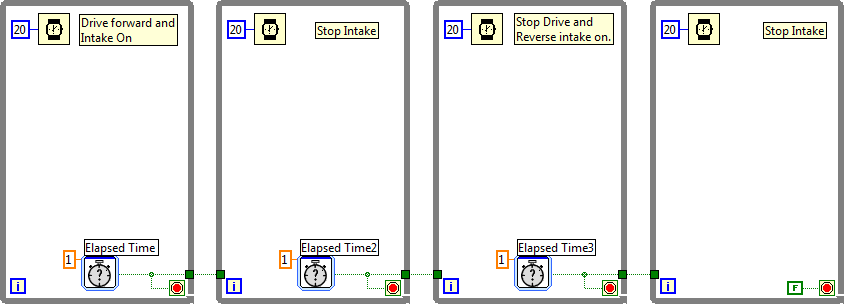 20
Drive forward and
Intake On
1
Elapsed Time
i
20
Stop Intake
1
Elapsed Time2
i
20
Stop Drive and
Reverse intake on.
1
Elapsed Time3
i
20
Stop Intake
i
F